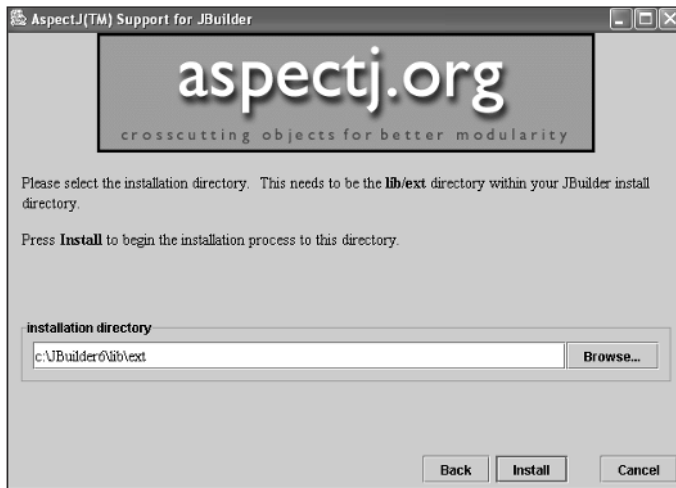 AspectJ(TM) Support for JBuilder
aspectj.org
crosscutting objects for better modularity
Please select the installation directory. This needs to be the lib/ext directory within your JBuilder install
directory.
Press Install to begin the installation process to this directory.
installation directory
c:\JBuilder6\lib\ext
Browse...
Back
Install
Cancel